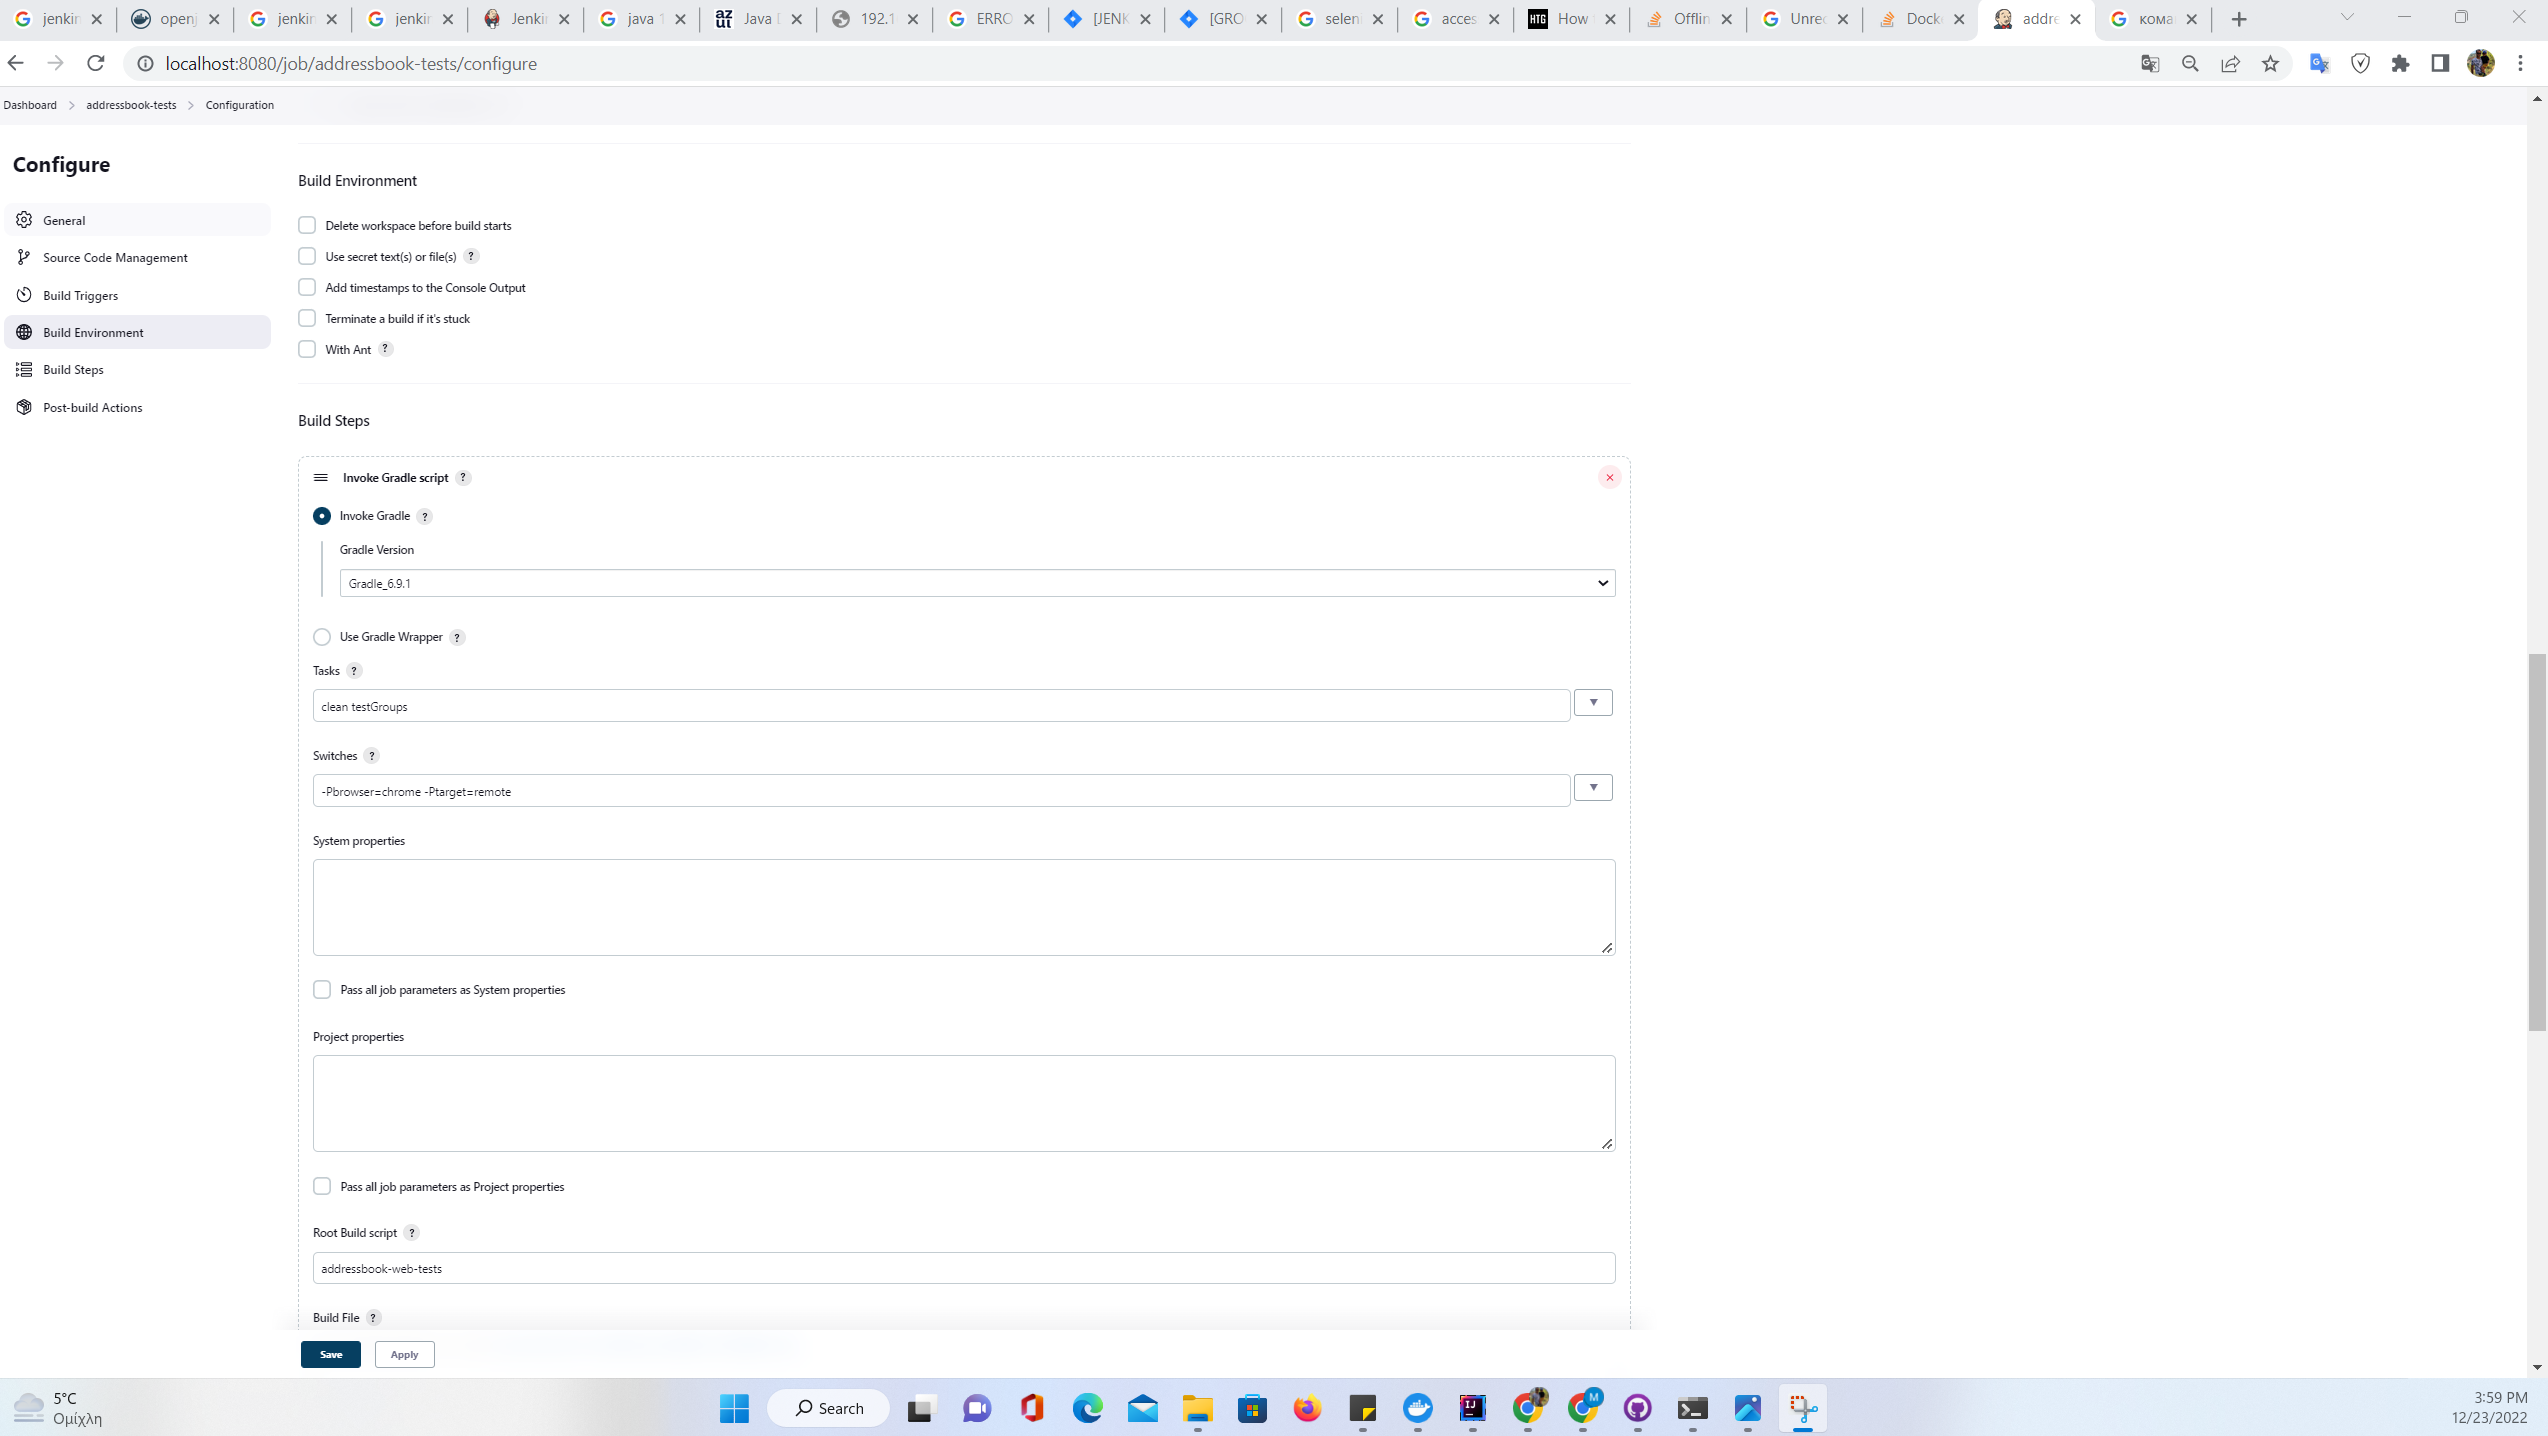 jenkin
openj
jenkin
jenkin
Jenkin
java 1
Java D
192.1
ERRO
[JENK
[GRO
seleni
acces
How
Offlin
Unrec
Docke
addre
кома
localhost:8080/job/addressbook-tests/configure
Dashboard
addressbook-tests
Configuration
Configure
General
Source Code Management
Build Triggers
Build Environment
Build Steps
Post-build Actions
Build Environment
Delete workspace before build starts
Use secret text(s) or file(s) ?
Add timestamps to the Console Output
Terminate a build if it's stuck
With Ant ?
Build Steps
Invoke Gradle script ?
Invoke Gradle ?
Gradle Version
Gradle_6.9.1
Use Gradle Wrapper ?
Tasks ?
clean testGroups
Switches ?
-Pbrowser=chrome -Ptarget=remote
System properties
Pass all job parameters as System properties
Project properties
Pass all job parameters as Project properties
Root Build script ?
addressbook-web-tests
Build File ?
Save
Apply
5°C
Ομίχλη
Search
3:59 PM
12/23/2022